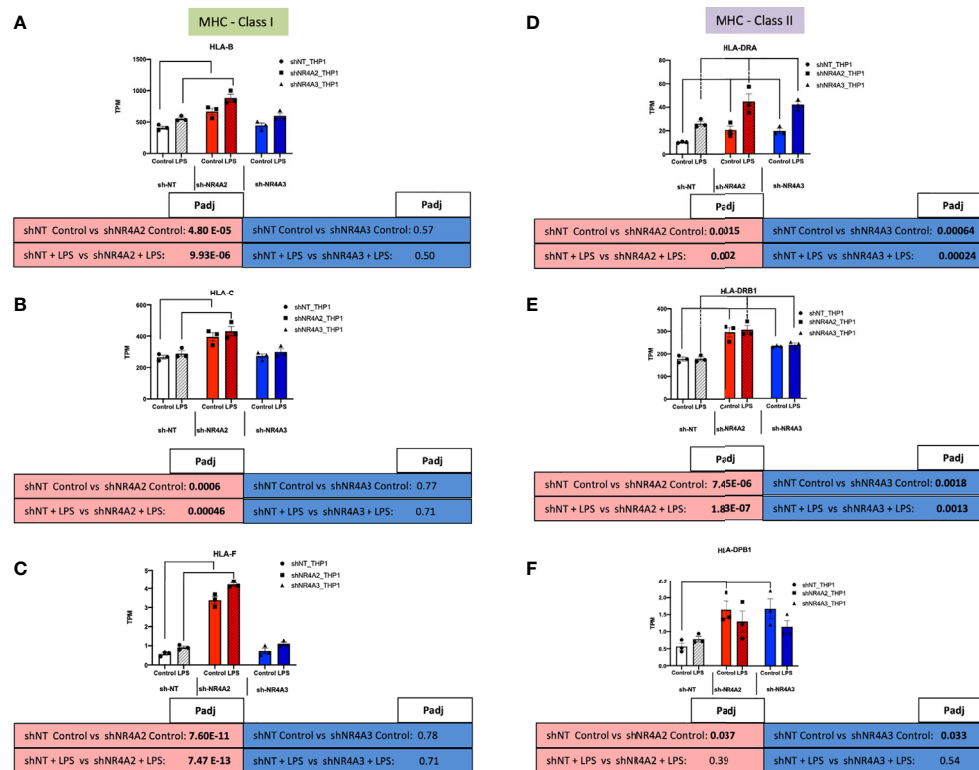 A
MHC - Class I
HLA-B
shNT_THP1
shNR4A2_THP1
shNR4A3_THP1
1500
1000
500
0
TPM
Control LPS Control LPS Control LPS
sh-NT sh-NR4A2 sh-NR4A3
Padj Padj
shNT Control vs shNR4A2 Control: 4.80 E-05 shNT Control vs shNR4A3 Control: 0.57
shNT + LPS vs shNR4A2 + LPS: 9.93E-06 shNT + LPS vs shNR4A3 + LPS: 0.50
B
HLA-C
shNT_THP1
shNR4A2_THP1
shNR4A3_THP1
600
400
200
0
TPM
Control LPS Control LPS Control LPS
sh-NT sh-NR4A2 sh-NR4A3
Padj Padj
shNT Control vs shNR4A2 Control: 0.0006 shNT Control vs shNR4A3 Control: 0.77
shNT + LPS vs shNR4A2 + LPS: 0.00046 shNT + LPS vs shNR4A3 + LPS: 0.71
C
HLA-F
shNT_THP1
shNR4A2_THP1
shNR4A3_THP1
5
4
2
1
0
TPM
Control LPS Control LPS Control LPS
sh-NT sh-NR4A2 sh-NR4A3
Padj Padj
shNT Control vs shNR4A2 Control: 7.60E-11 shNT Control vs shNR4A3 Control: 0.78
shNT + LPS vs shNR4A2 + LPS: 7.47 E-13 shNT + LPS vs shNR4A3 + LPS: 0.71
D
MHC - Class II
HLA-DRA
shNT_THP1
shNR4A2_THP1
shNR4A3_THP1
80
60
40
20
0
TPM
Control LPS Control LPS Control LPS
sh-NT sh-NR4A2 sh-NR4A3
Padj Padj
shNT Control vs shNR4A2 Control: 0.0015 shNT Control vs shNR4A3 Control: 0.00064
shNT + LPS vs shNR4A2 + LPS: 0.002 shNT + LPS vs shNR4A3 + LPS: 0.00024
E
HLA-DRB1
shNT_THP1
shNR4A2_THP1
shNR4A3_THP1
400
300
200
100
0
TPM
Control LPS Control LPS Control LPS
sh-NT sh-NR4A2 sh-NR4A3
Padj Padj
shNT Control vs shNR4A2 Control: 7.45E-06 shNT Control vs shNR4A3 Control: 0.0018
shNT + LPS vs shNR4A2 + LPS: 1.83E-07 shNT + LPS vs shNR4A3 + LPS: 0.0013
F
HLA-DPB1
shNT_THP1
shNR4A2_THP1
shNR4A3_THP1
2.5
2.0
1.5
1.0
0.5
0.0
TPM
Control LPS Control LPS Control LPS
sh-NT sh-NR4A2 sh-NR4A3
Padj Padj
shNT Control vs shNR4A2 Control: 0.037 shNT Control vs shNR4A3 Control: 0.033
shNT + LPS vs shNR4A2 + LPS: 0.39 shNT + LPS vs shNR4A3 + LPS: 0.54